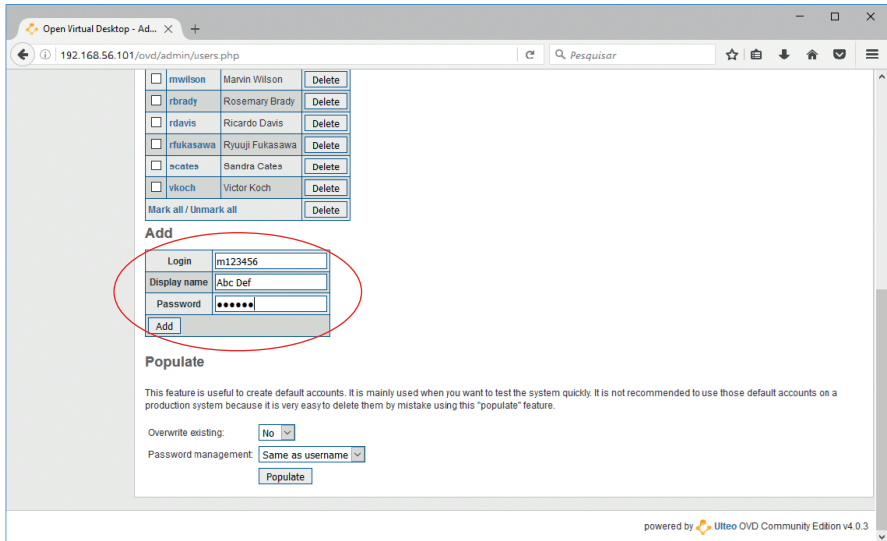 Open Virtual Desktop - Ad...
192.168.56.101/ovd/admin/users.php
Pesquisar
mwilson Marvin Wilson Delete
rbrady Rosemary Brady Delete
rdavis Ricardo Davis Delete
rfukasawa Ryuuji Fukasawa Delete
scates Sandra Cates Delete
vkoch Victor Koch Delete
Mark all / Unmark all Delete
Add
Login m123456
Display name Abc Def
Password ●●●●●●
Add
Populate
This feature is useful to create default accounts. It is mainly used when you want to test the system quickly. It is not recommended to use those default accounts on a
production system because it is very easy to delete them by mistake using this "populate" feature.
Overwrite existing: No
Password management: Same as username
Populate
powered by Ulteo OVD Community Edition v4.0.3